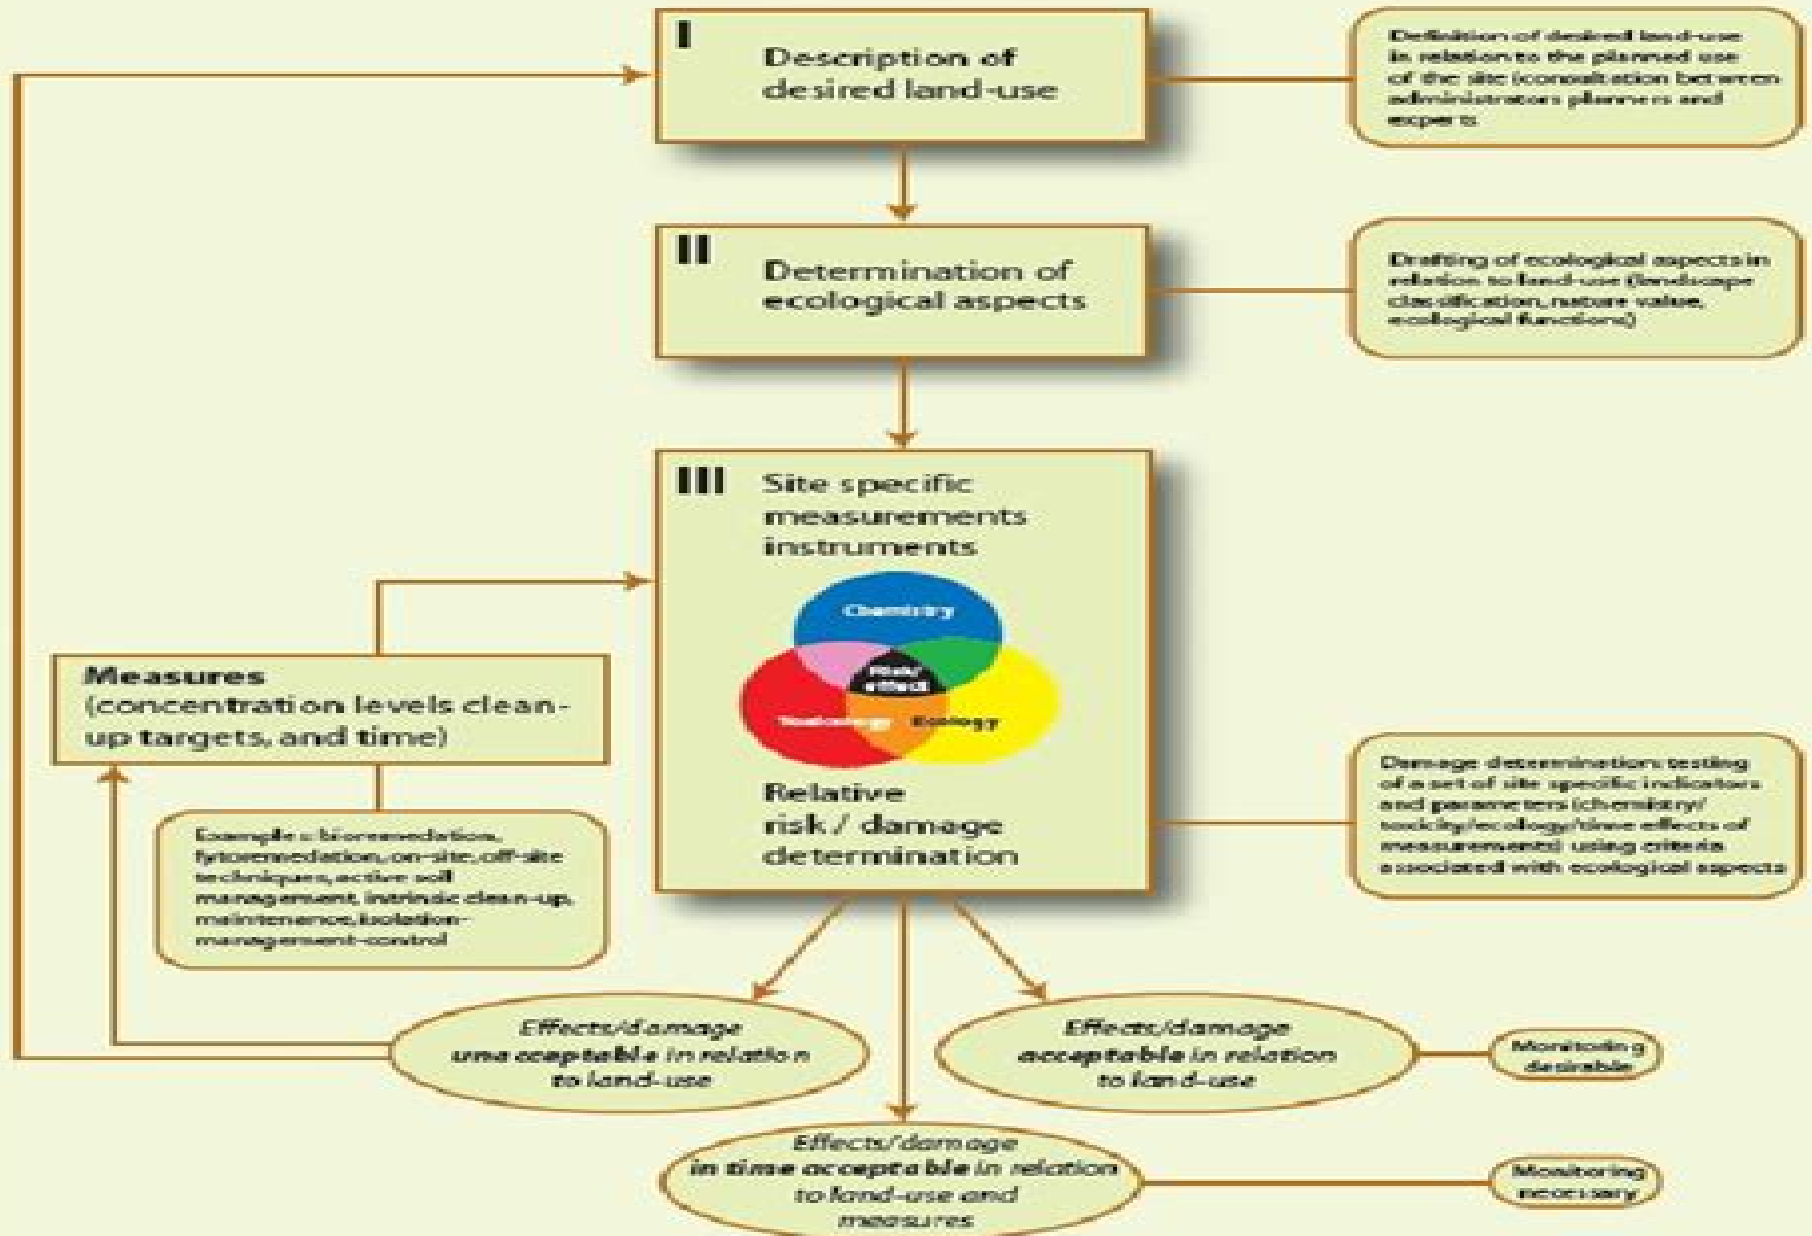 I
Description of
desired land-use
Definition of desired land-use
in relation to the planned use
of the site (consultation between
administrators planners and
experts
II
Determination of
ecological aspects
Drafting of ecological aspects in
relation to land-use (landscape
classification, nature value,
ecological functions)
III
Site specific
measurements
instruments
Chemistry
Risk/
effect
Toxicology
Ecology
Relative
risk / damage
determination
Measures
(concentration levels clean-
up targets, and time)
Examples: bioremedation,
fytoremedation, on-site, off-site
techniques, active soil
management, intrinsic clean-up,
maintenance, isolation-
management-control
Damage determination: testing
of a set of site specific indicators
and parameters (chemistry/
toxicity/ecology/time effects of
measurements) using criteria
associated with ecological aspects
Effects/damage
unacceptable in relation
to land-use
Effects/damage
acceptable in relation
to land-use
Monitoring
desirable
Effects/damage
in time acceptable in relation
to land-use and
measures
Monitoring
necessary